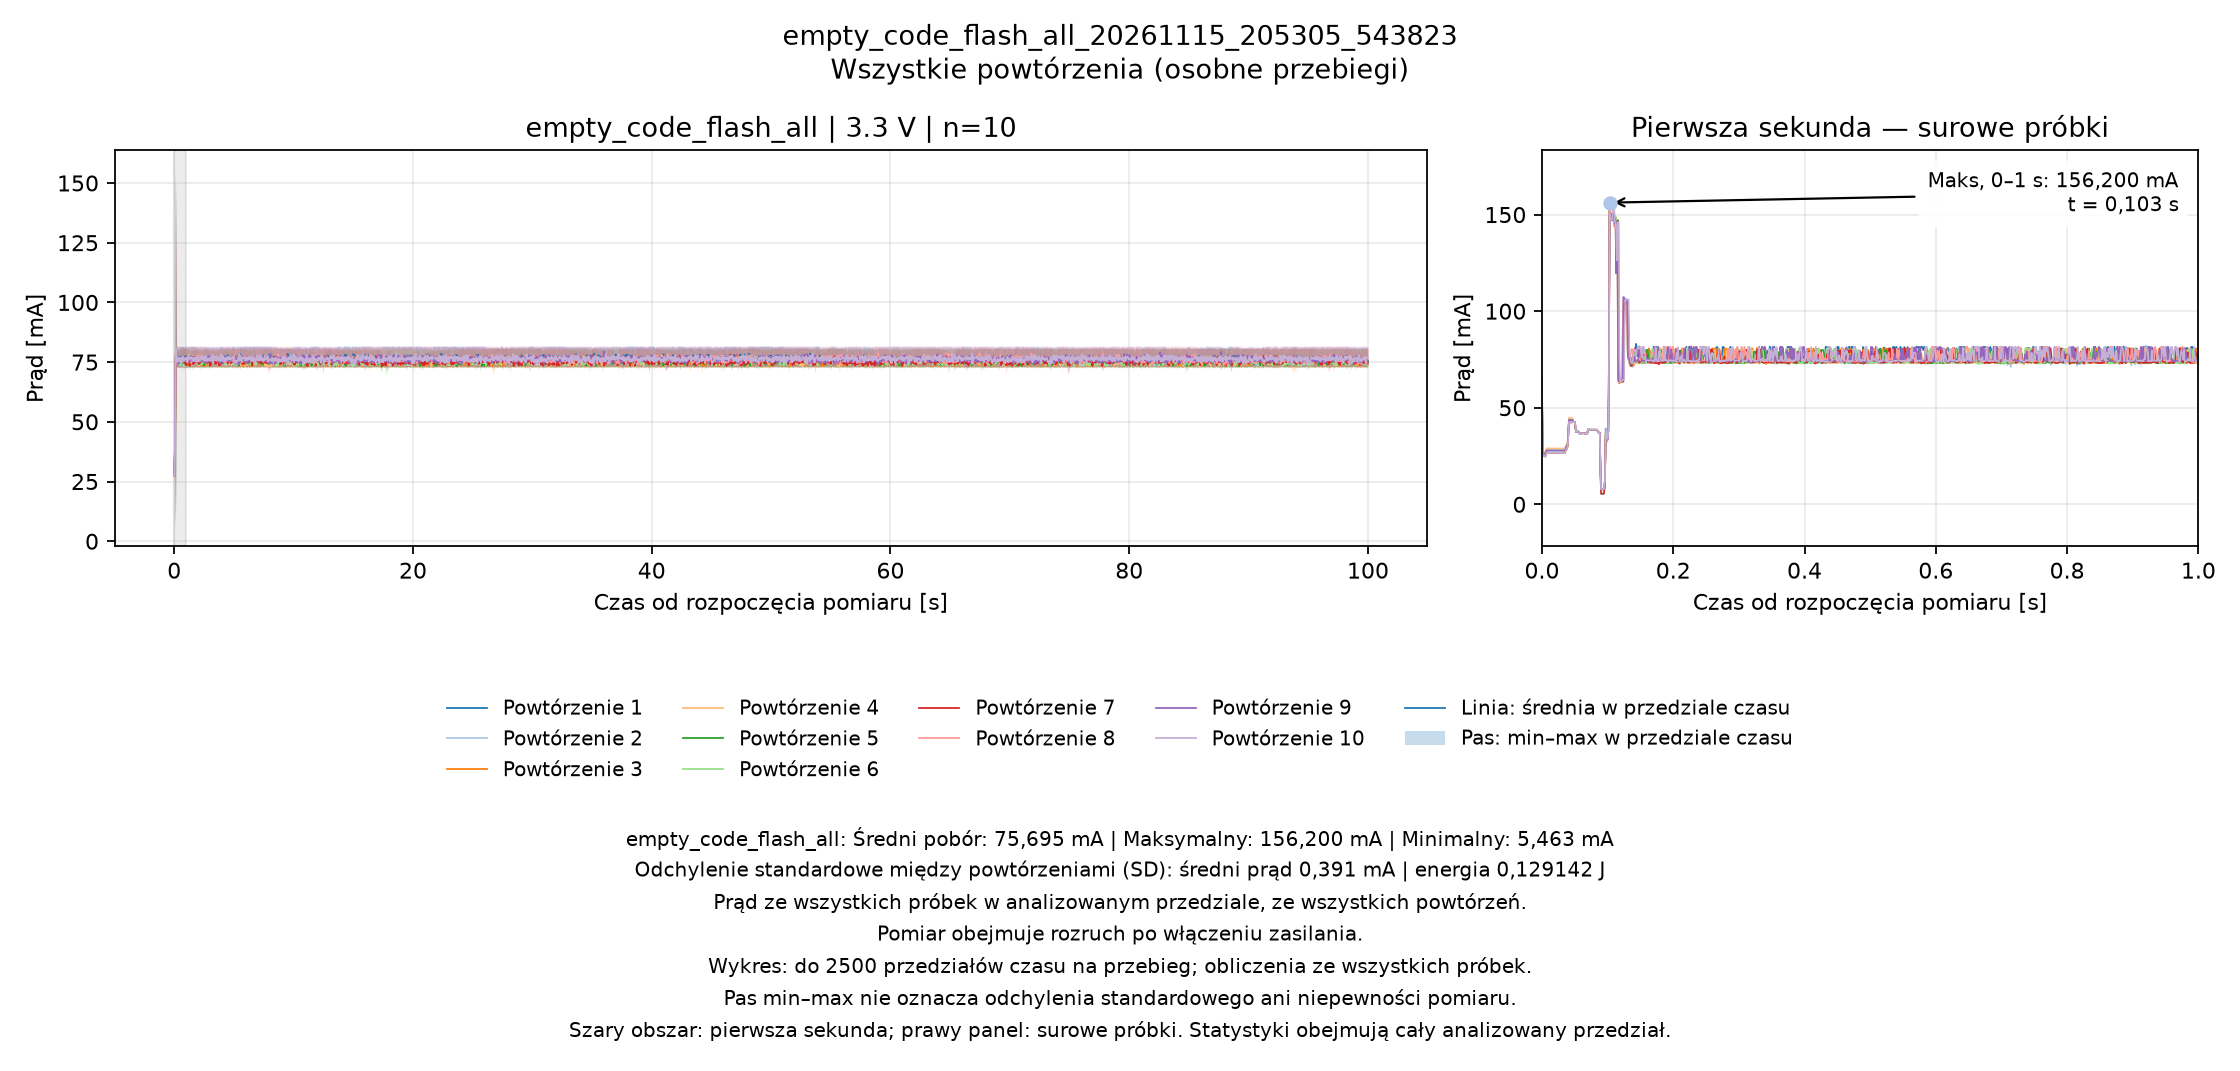 empty_code_flash_all_20261115_205305_543823
Wszystkie powtórzenia (osobne przebiegi)
empty_code_flash_all | 3.3 V | n=10
Prąd [mA]
150
125
100
75
50
25
0
0
20
40
60
80
100
Czas od rozpoczęcia pomiaru [s]
Pierwsza sekunda — surowe próbki
Maks, 0–1 s: 156,200 mA
t = 0,103 s
Prąd [mA]
150
100
50
0
0.0
0.2
0.4
0.6
0.8
1.0
Czas od rozpoczęcia pomiaru [s]
Powtórzenie 1
Powtórzenie 2
Powtórzenie 3
Powtórzenie 4
Powtórzenie 5
Powtórzenie 6
Powtórzenie 7
Powtórzenie 8
Powtórzenie 9
Powtórzenie 10
Linia: średnia w przedziale czasu
Pas: min–max w przedziale czasu
empty_code_flash_all: Średni pobór: 75,695 mA | Maksymalny: 156,200 mA | Minimalny: 5,463 mA
Odchylenie standardowe między powtórzeniami (SD): średni prąd 0,391 mA | energia 0,129142 J
Prąd ze wszystkich próbek w analizowanym przedziale, ze wszystkich powtórzeń.
Pomiar obejmuje rozruch po włączeniu zasilania.
Wykres: do 2500 przedziałów czasu na przebieg; obliczenia ze wszystkich próbek.
Pas min–max nie oznacza odchylenia standardowego ani niepewności pomiaru.
Szary obszar: pierwsza sekunda; prawy panel: surowe próbki. Statystyki obejmują cały analizowany przedział.